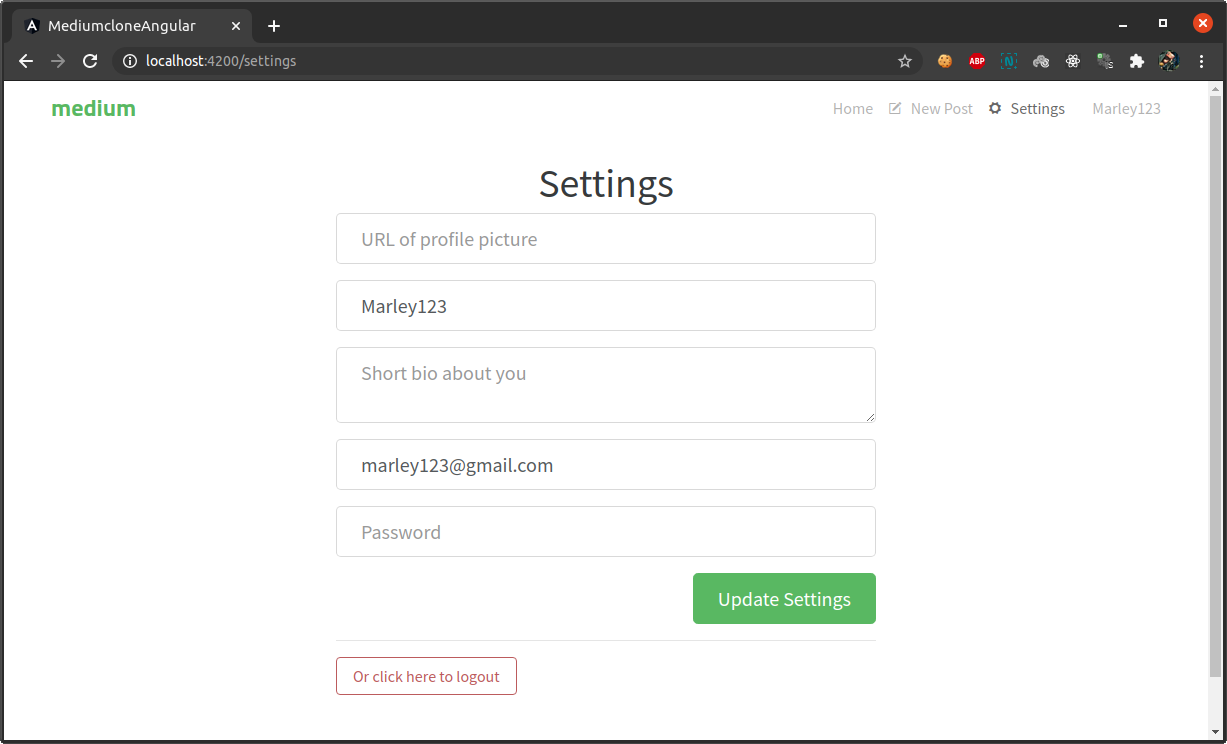 MediumcloneAngular
localhost:4200/settings
ABP
N
S
medium
Home
New Post
Settings
Marley123
Settings
URL of profile picture
Marley123
Short bio about you
marley123@gmail.com
Password
Update Settings
Or click here to logout